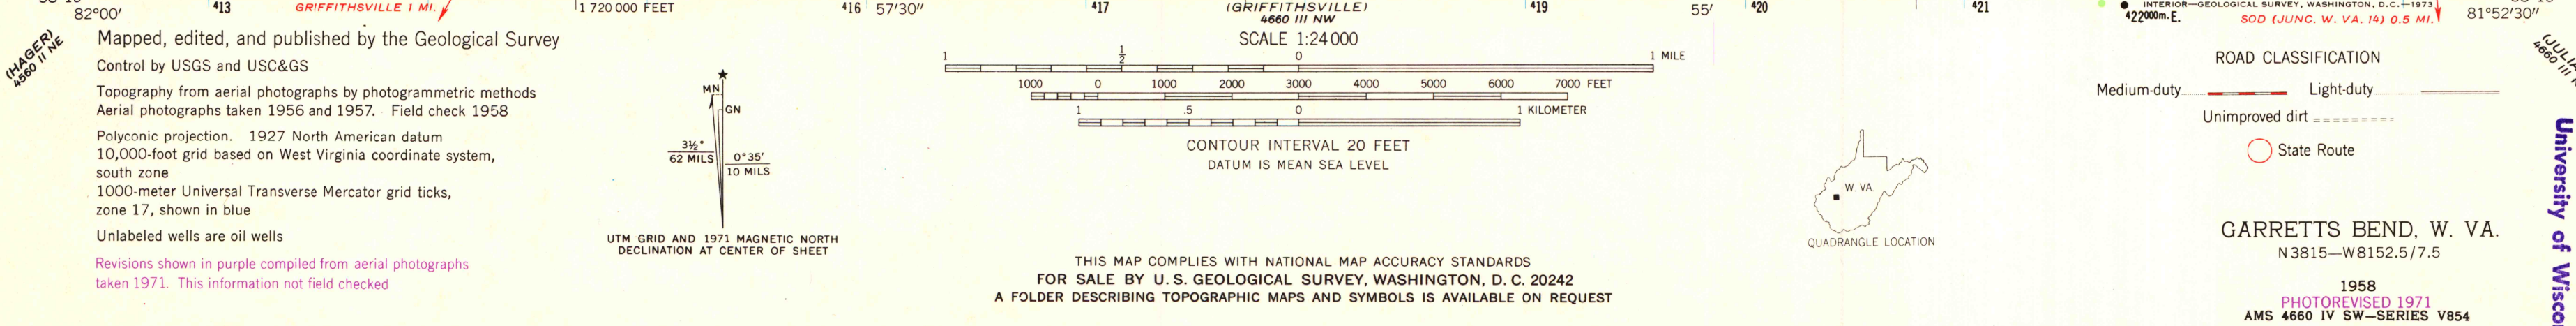 82°00'
413
GRIFFITHSVILLE 1 MI.
1 720 000 FEET
416
57'30"
417
(GRIFFITHSVILLE)
4660 III NW
419
55'
420
421
INTERIOR—GEOLOGICAL SURVEY, WASHINGTON, D.C.—1973
422000m.E.
SOD (JUNC. W. VA. 14) 0.5 MI.
81°52'30"
(HAGER)
4560 II NE
Mapped, edited, and published by the Geological Survey
Control by USGS and USC&GS
Topography from aerial photographs by photogrammetric methods
Aerial photographs taken 1956 and 1957. Field check 1958
Polyconic projection. 1927 North American datum
10,000-foot grid based on West Virginia coordinate system,
south zone
1000-meter Universal Transverse Mercator grid ticks,
zone 17, shown in blue
Unlabeled wells are oil wells
Revisions shown in purple compiled from aerial photographs
taken 1971. This information not field checked
MN
GN
3½°
62 MILS
0°35'
10 MILS
UTM GRID AND 1971 MAGNETIC NORTH
DECLINATION AT CENTER OF SHEET
SCALE 1:24000
1 ½ 0 1 MILE
1000 0 1000 2000 3000 4000 5000 6000 7000 FEET
1 .5 0 1 KILOMETER
CONTOUR INTERVAL 20 FEET
DATUM IS MEAN SEA LEVEL
THIS MAP COMPLIES WITH NATIONAL MAP ACCURACY STANDARDS
FOR SALE BY U. S. GEOLOGICAL SURVEY, WASHINGTON, D. C. 20242
A FOLDER DESCRIBING TOPOGRAPHIC MAPS AND SYMBOLS IS AVAILABLE ON REQUEST
W. VA.
QUADRANGLE LOCATION
ROAD CLASSIFICATION
Medium-duty Light-duty
Unimproved dirt
State Route
GARRETTS BEND, W. VA.
N3815—W8152.5/7.5
1958
PHOTOREVISED 1971
AMS 4660 IV SW—SERIES V854
4660 III
University of Wisco